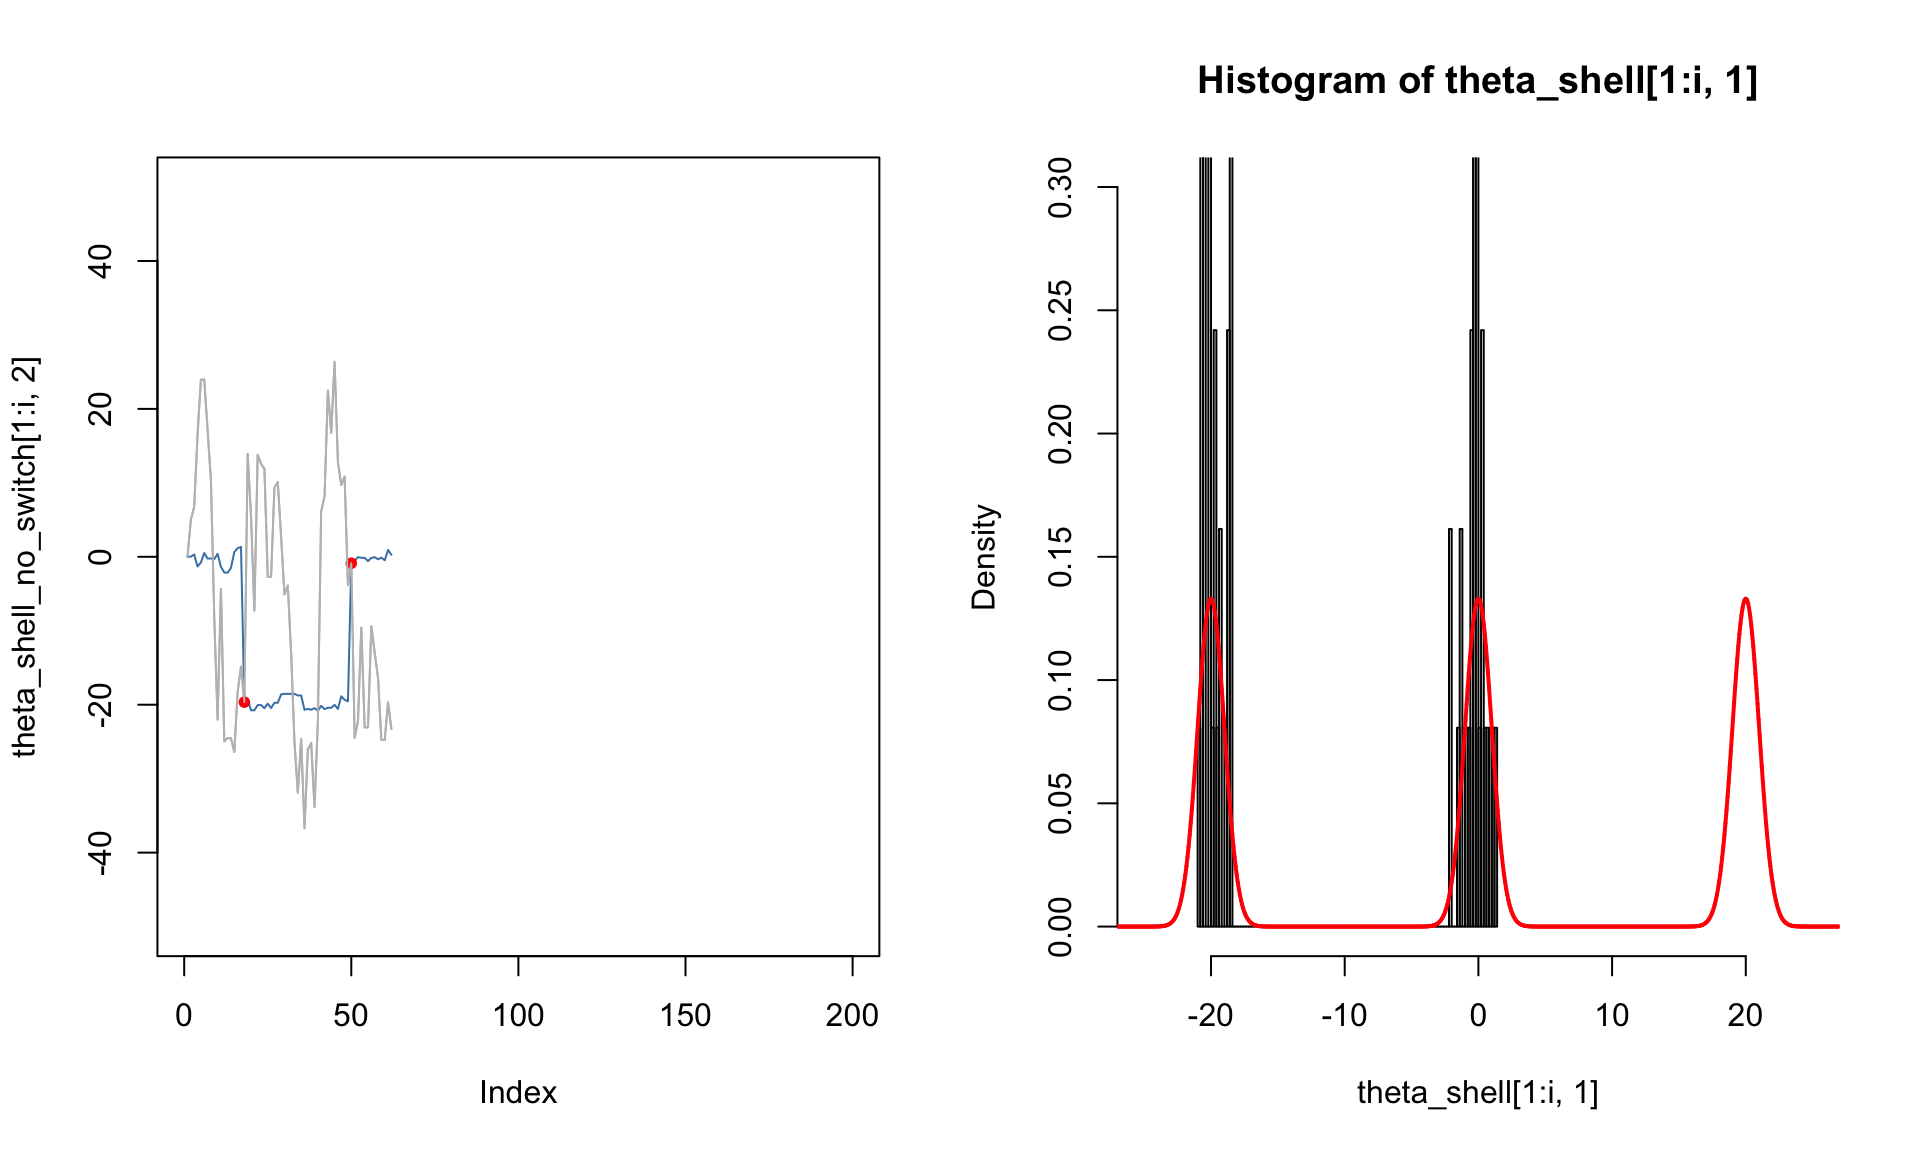 theta_shell_no_switch[1:i, 2]
40
20
0
-20
-40
0 50 100 150 200
Index
Histogram of theta_shell[1:i, 1]
Density
0.30
0.25
0.20
0.15
0.10
0.05
0.00
-20 -10 0 10 20
theta_shell[1:i, 1]